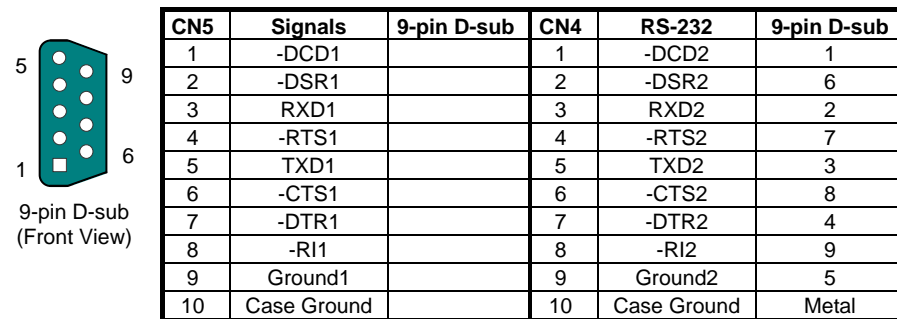 5
9
1
6
9-pin D-sub
(Front View)
CN5 Signals 9-pin D-sub CN4 RS-232 9-pin D-sub
1 -DCD1 1 -DCD2 1
2 -DSR1 2 -DSR2 6
3 RXD1 3 RXD2 2
4 -RTS1 4 -RTS2 7
5 TXD1 5 TXD2 3
6 -CTS1 6 -CTS2 8
7 -DTR1 7 -DTR2 4
8 -RI1 8 -RI2 9
9 Ground1 9 Ground2 5
10 Case Ground 10 Case Ground Metal